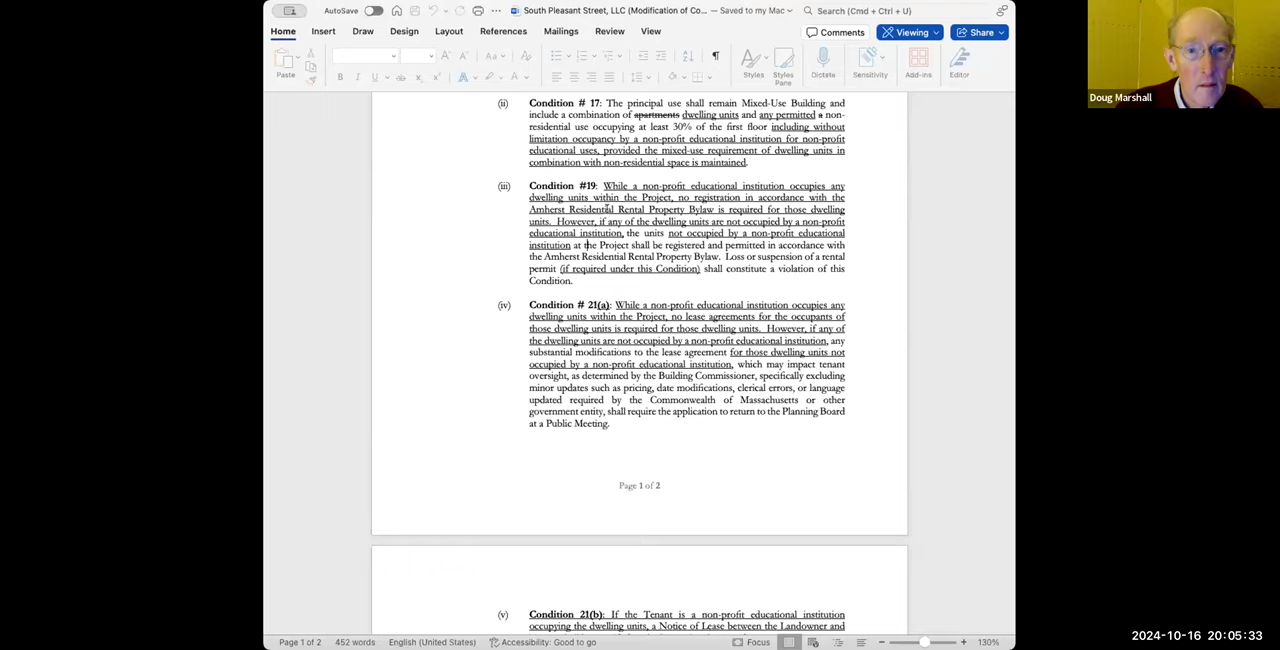 AutoSave
South Pleasant Street, LLC (Modification of Co... — Saved to my Mac
Search (Cmd + Ctrl + U)
Home Insert Draw Design Layout References Mailings Review View
Comments Viewing Share
Paste
Styles Styles Pane Dictate Sensitivity Add-ins Editor
Doug Marshall
(ii) Condition # 17: The principal use shall remain Mixed-Use Building and
include a combination of apartments dwelling units and any permitted a non-
residential use occupying at least 30% of the first floor including without
limitation occupancy by a non-profit educational institution for non-profit
educational uses, provided the mixed-use requirement of dwelling units in
combination with non-residential space is maintained.
(iii) Condition #19: While a non-profit educational institution occupies any
dwelling units within the Project, no registration in accordance with the
Amherst Residential Rental Property Bylaw is required for those dwelling
units. However, if any of the dwelling units are not occupied by a non-profit
educational institution, the units not occupied by a non-profit educational
institution at the Project shall be registered and permitted in accordance with
the Amherst Residential Rental Property Bylaw. Loss or suspension of a rental
permit (if required under this Condition) shall constitute a violation of this
Condition.
(iv) Condition # 21(a): While a non-profit educational institution occupies any
dwelling units within the Project, no lease agreements for the occupants of
those dwelling units is required for those dwelling units. However, if any of
the dwelling units are not occupied by a non-profit educational institution, any
substantial modifications to the lease agreement for those dwelling units not
occupied by a non-profit educational institution, which may impact tenant
oversight, as determined by the Building Commissioner, specifically excluding
minor updates such as pricing, date modifications, clerical errors, or language
updated required by the Commonwealth of Massachusetts or other
government entity, shall require the application to return to the Planning Board
at a Public Meeting.
Page 1 of 2
(v) Condition 21(b): If the Tenant is a non-profit educational institution
occupying the dwelling units, a Notice of Lease between the Landowner and
Page 1 of 2 452 words English (United States) Accessibility: Good to go Focus 130%
2024-10-16 20:05:33